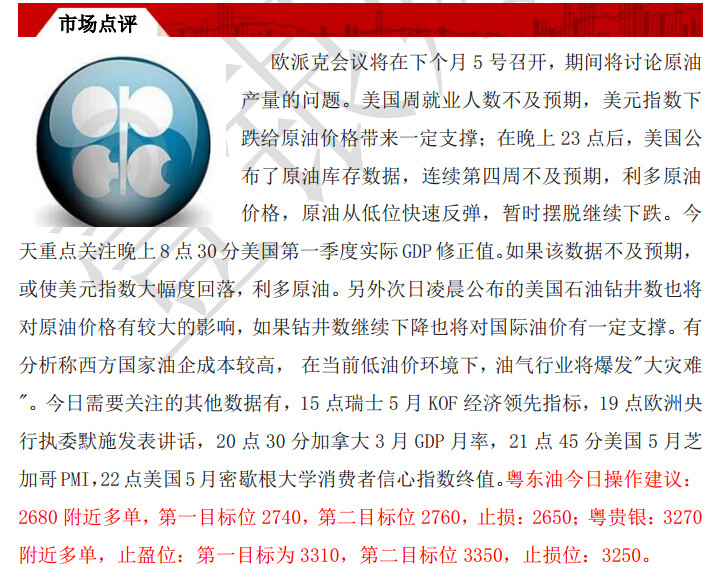 市场点评
欧派克会议将在下个月 5 号召开，期间将讨论原油
产量的问题。美国周就业人数不及预期，美元指数下
跌给原油价格带来一定支撑；在晚上 23 点后，美国公
布了原油库存数据，连续第四周不及预期，利多原油
价格，原油从低位快速反弹，暂时摆脱继续下跌。今
天重点关注晚上 8 点 30 分美国第一季度实际 GDP 修正值。如果该数据不及预期，
或使美元指数大幅度回落，利多原油。另外次日凌晨公布的美国石油钻井数也将
对原油价格有较大的影响，如果钻井数继续下降也将对国际油价有一定支撑。有
分析称西方国家油企成本较高， 在当前低油价环境下，油气行业将爆发"大灾难
"。今日需要关注的其他数据有，15 点瑞士 5 月 KOF 经济领先指标，19 点欧洲央
行执委默施发表讲话，20 点 30 分加拿大 3 月 GDP 月率，21 点 45 分美国 5 月芝
加哥 PMI，22 点美国 5 月密歇根大学消费者信心指数终值。粤东油今日操作建议：
2680 附近多单，第一目标位 2740，第二目标位 2760，止损：2650；粤贵银：3270
附近多单，止盈位：第一目标为 3310，第二目标位 3350，止损位：3250。